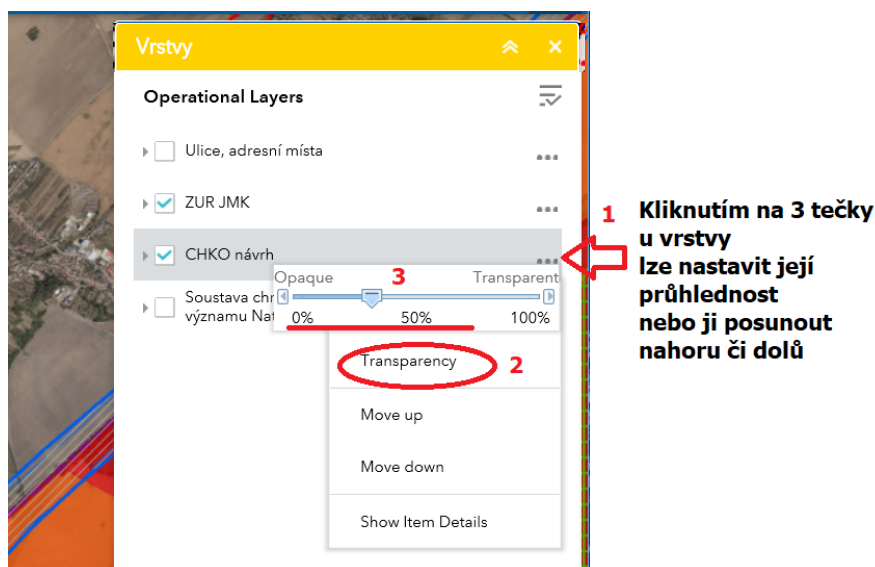 Vrstvy
Operational Layers
Ulice, adresní místa
ZUR JMK
CHKO návrh
Opaque
3
Transparent
Soustava chr
významu Nat
0%
50%
100%
Transparency
2
Move up
Move down
Show Item Details
1
Kliknutím na 3 tečky
u vrstvy
lze nastavit její
průhlednost
nebo ji posunout
nahoru či dolů